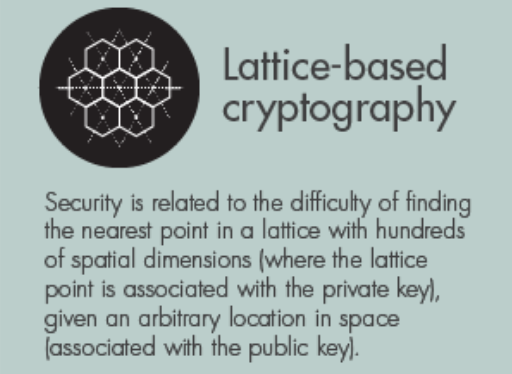 Lattice-based
cryptography
Security is related to the difficulty of finding
the nearest point in a lattice with hundreds
of spatial dimensions (where the lattice
point is associated with the private key),
given an arbitrary location in space
(associated with the public key).